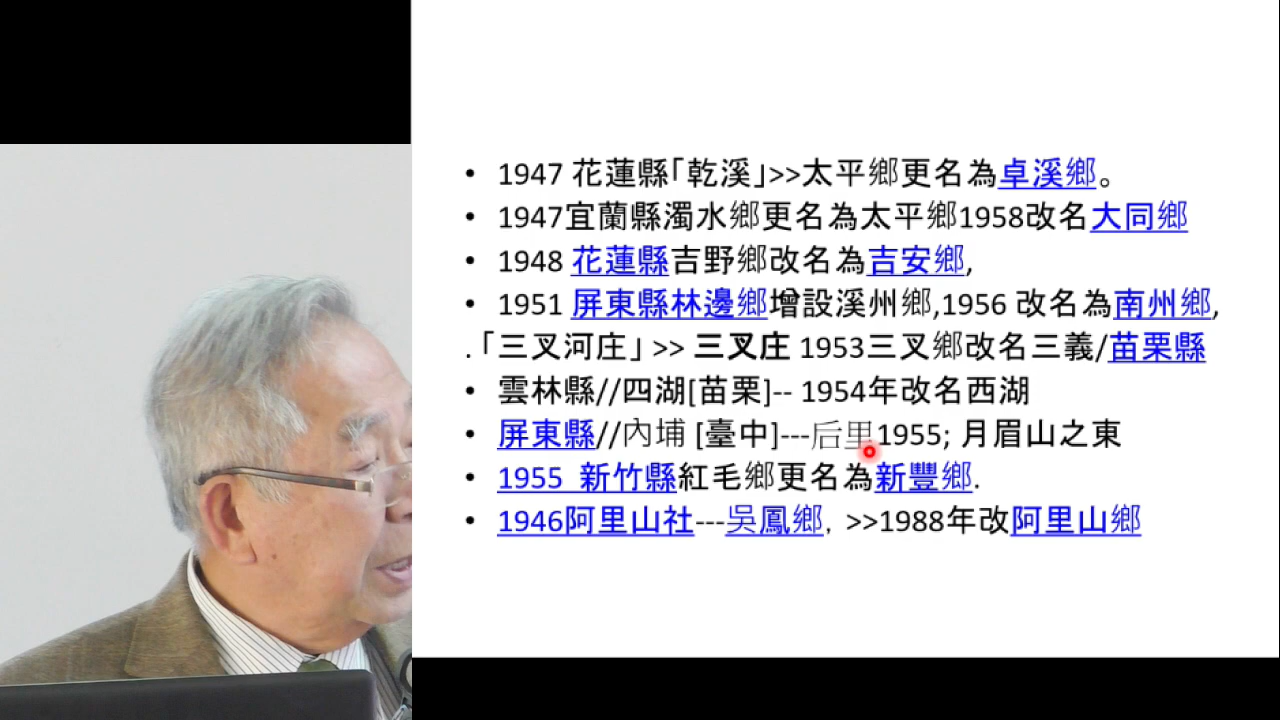 • 1947 花蓮縣「乾溪」>>太平鄉更名為卓溪鄉。
• 1947宜蘭縣濁水鄉更名為太平鄉1958改名大同鄉
• 1948 花蓮縣吉野鄉改名為吉安鄉,
• 1951 屏東縣林邊鄉增設溪州鄉,1956 改名為南州鄉,
.「三叉河庄」>> 三叉庄 1953三叉鄉改名三義/苗栗縣
• 雲林縣//四湖[苗栗]-- 1954年改名西湖
• 屏東縣//內埔 [臺中]---后里1955; 月眉山之東
• 1955 新竹縣紅毛鄉更名為新豐鄉.
• 1946阿里山社---吳鳳鄉, >>1988年改阿里山鄉